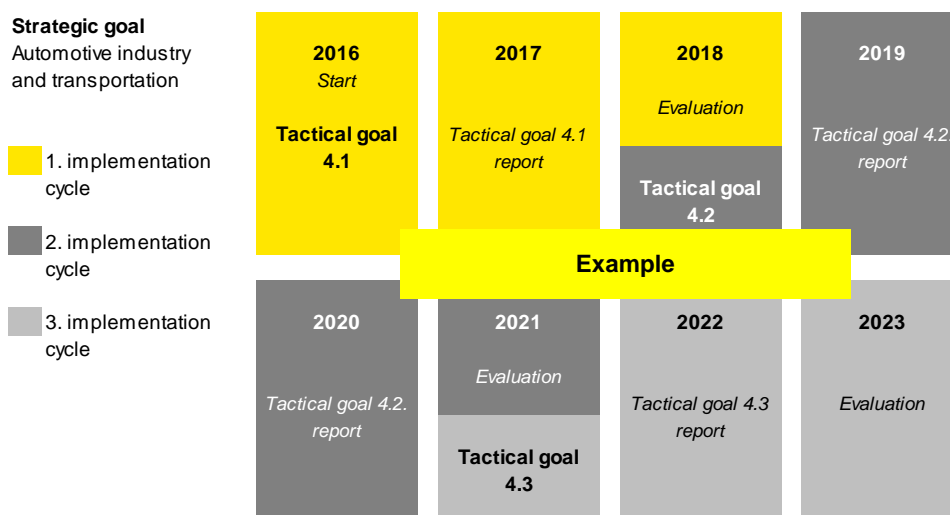 Strategic goal
Automotive industry
and transportation
1. implementation
cycle
2. implementation
cycle
3. implementation
cycle
2016
Start
Tactical goal
4.1
2017
Tactical goal 4.1
report
2018
Evaluation
Tactical goal
4.2
2019
Tactical goal 4.2.
report
Example
2020
Tactical goal 4.2.
report
2021
Evaluation
Tactical goal
4.3
2022
Tactical goal 4.3
report
2023
Evaluation